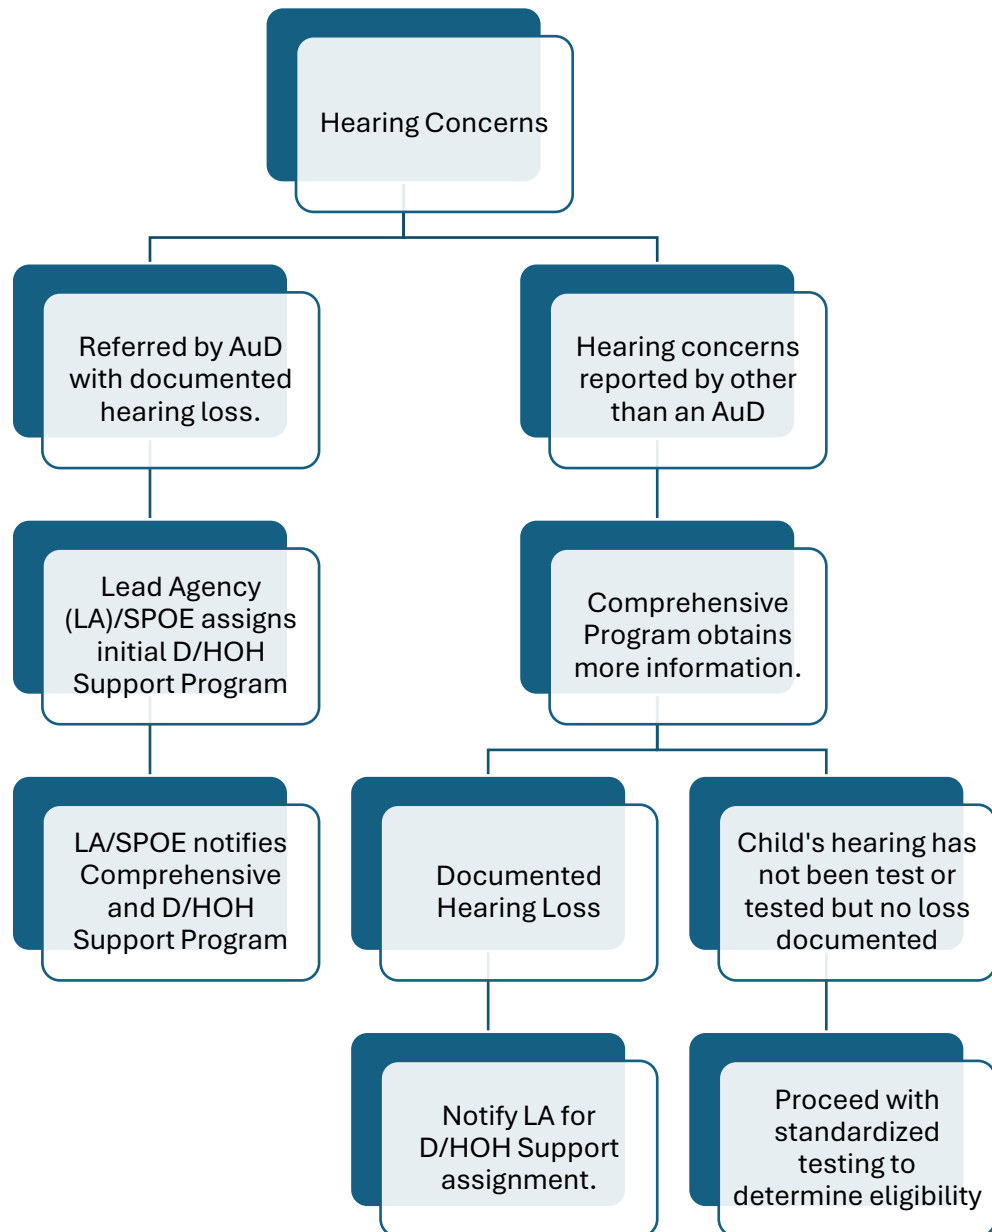 Hearing Concerns
Referred by AuD
with documented
hearing loss.
Hearing concerns
reported by other
than an AuD
Lead Agency
(LA)/SPOE assigns
initial D/HOH
Support Program
Comprehensive
Program obtains
more information.
LA/SPOE notifies
Comprehensive
and D/HOH
Support Program
Documented
Hearing Loss
Child's hearing has
not been test or
tested but no loss
documented
Notify LA for
D/HOH Support
assignment.
Proceed with
standardized
testing to
determine eligibility